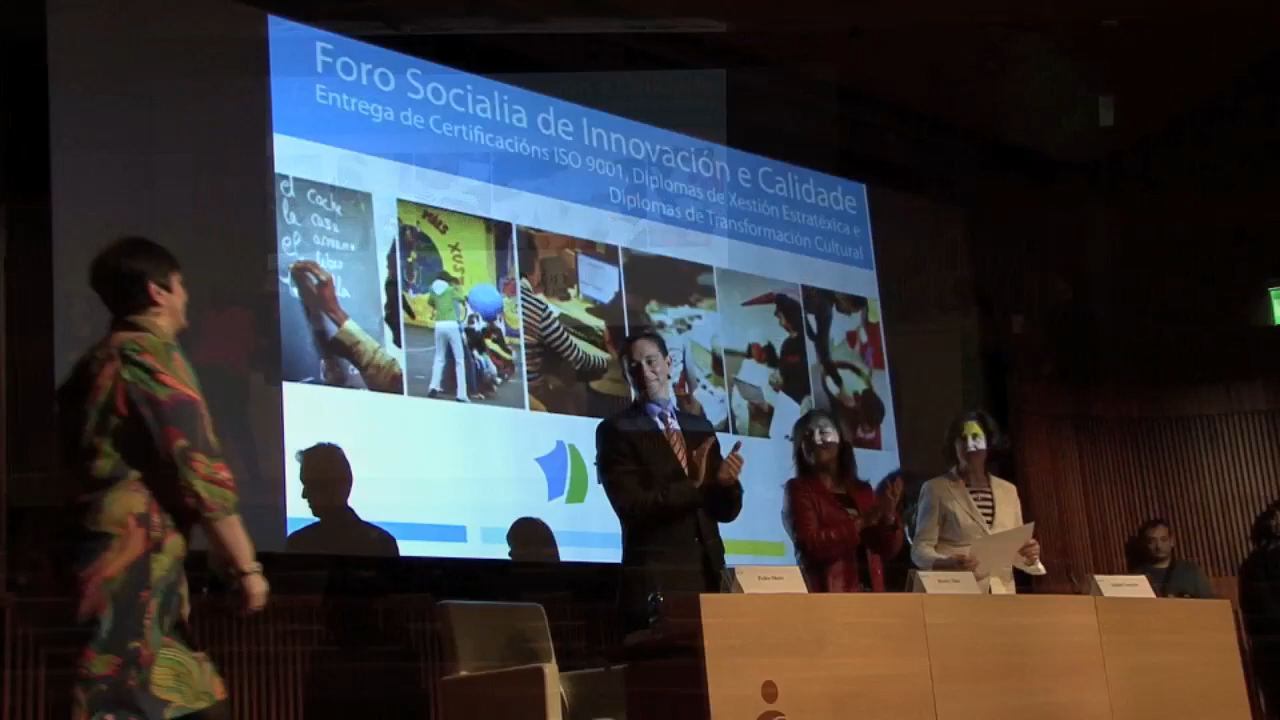 Foro Socialia de Innovación e Calidade
Entrega de Certificacións ISO 9001, Diplomas de Xestión Estratéxica e
Diplomas de Transformación Cultural
el coche
la casa
el